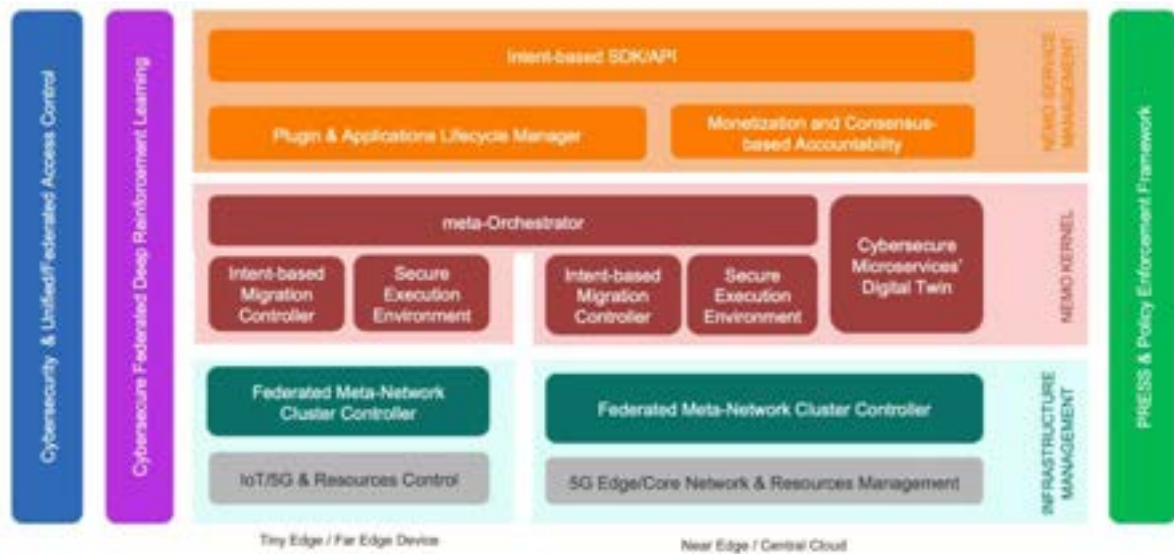 Cybersecurity & Unified/Federated Access Control
Cybersecure Federated Deep Reinforcement Learning
Intent-based SDK/API
Plugin & Applications Lifecycle Manager
Monetization and Consensus-
based Accountability
NEMO SERVICE
MANAGEMENT
meta-Orchestrator
Intent-based
Migration
Controller
Secure
Execution
Environment
Intent-based
Migration
Controller
Secure
Execution
Environment
Cybersecure
Microservices'
Digital Twin
NEMO KERNEL
Federated Meta-Network
Cluster Controller
Federated Meta-Network Cluster Controller
IoT/5G & Resources Control
5G Edge/Core Network & Resources Management
INFRASTRUCTURE
MANAGEMENT
PRESS & Policy Enforcement Framework
Tiny Edge / Far Edge Device
Near Edge / Central Cloud